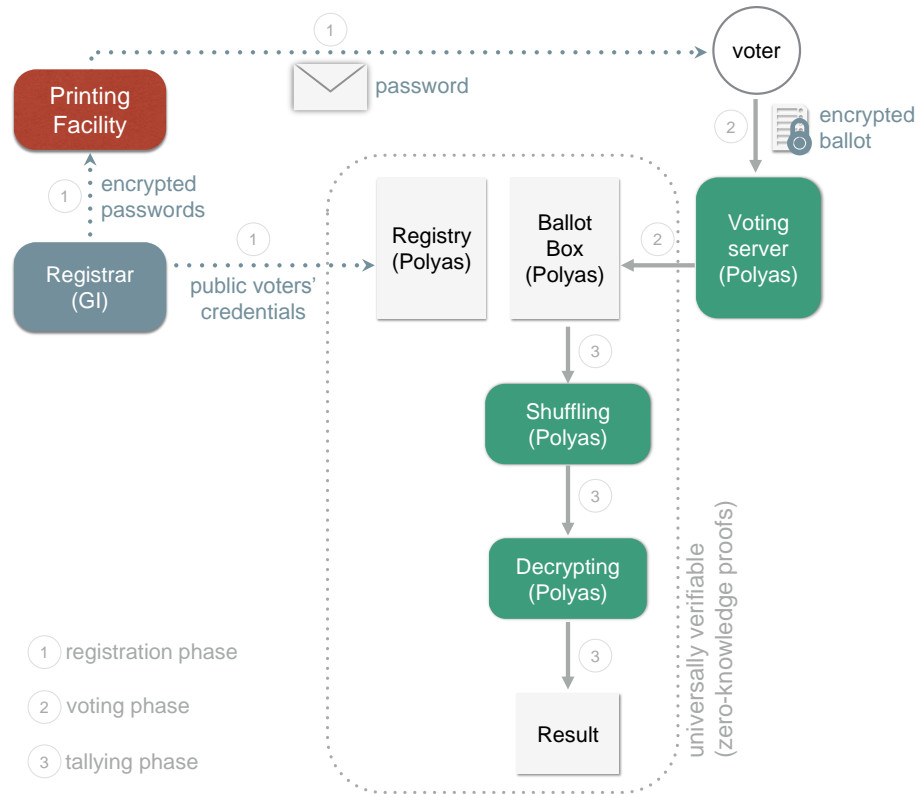 1
voter
password
Printing
Facility
2
encrypted
ballot
1
encrypted
passwords
1
Registrar
(GI)
public voters'
credentials
Registry
(Polyas)
Ballot
Box
(Polyas)
2
Voting
server
(Polyas)
3
Shuffling
(Polyas)
3
Decrypting
(Polyas)
3
Result
universally verifiable
(zero-knowledge proofs)
1 registration phase
2 voting phase
3 tallying phase